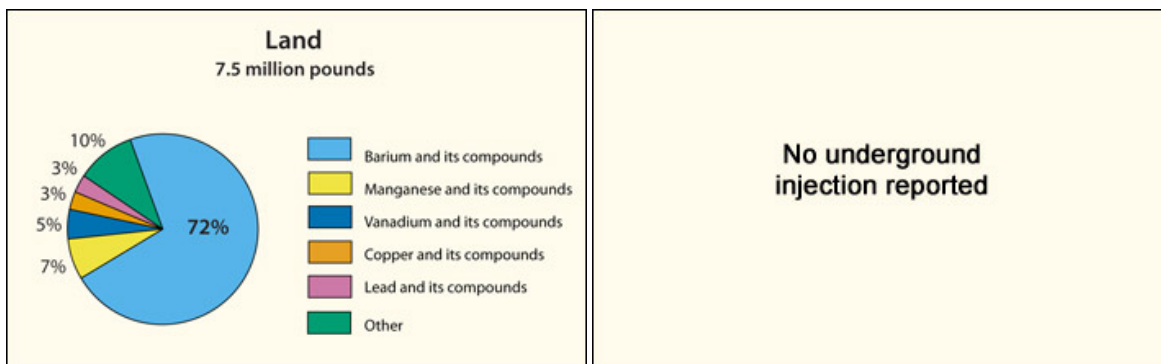 Land
7.5 million pounds
10%
3%
3%
5%
7%
72%
Barium and its compounds
Manganese and its compounds
Vanadium and its compounds
Copper and its compounds
Lead and its compounds
Other
No underground
injection reported